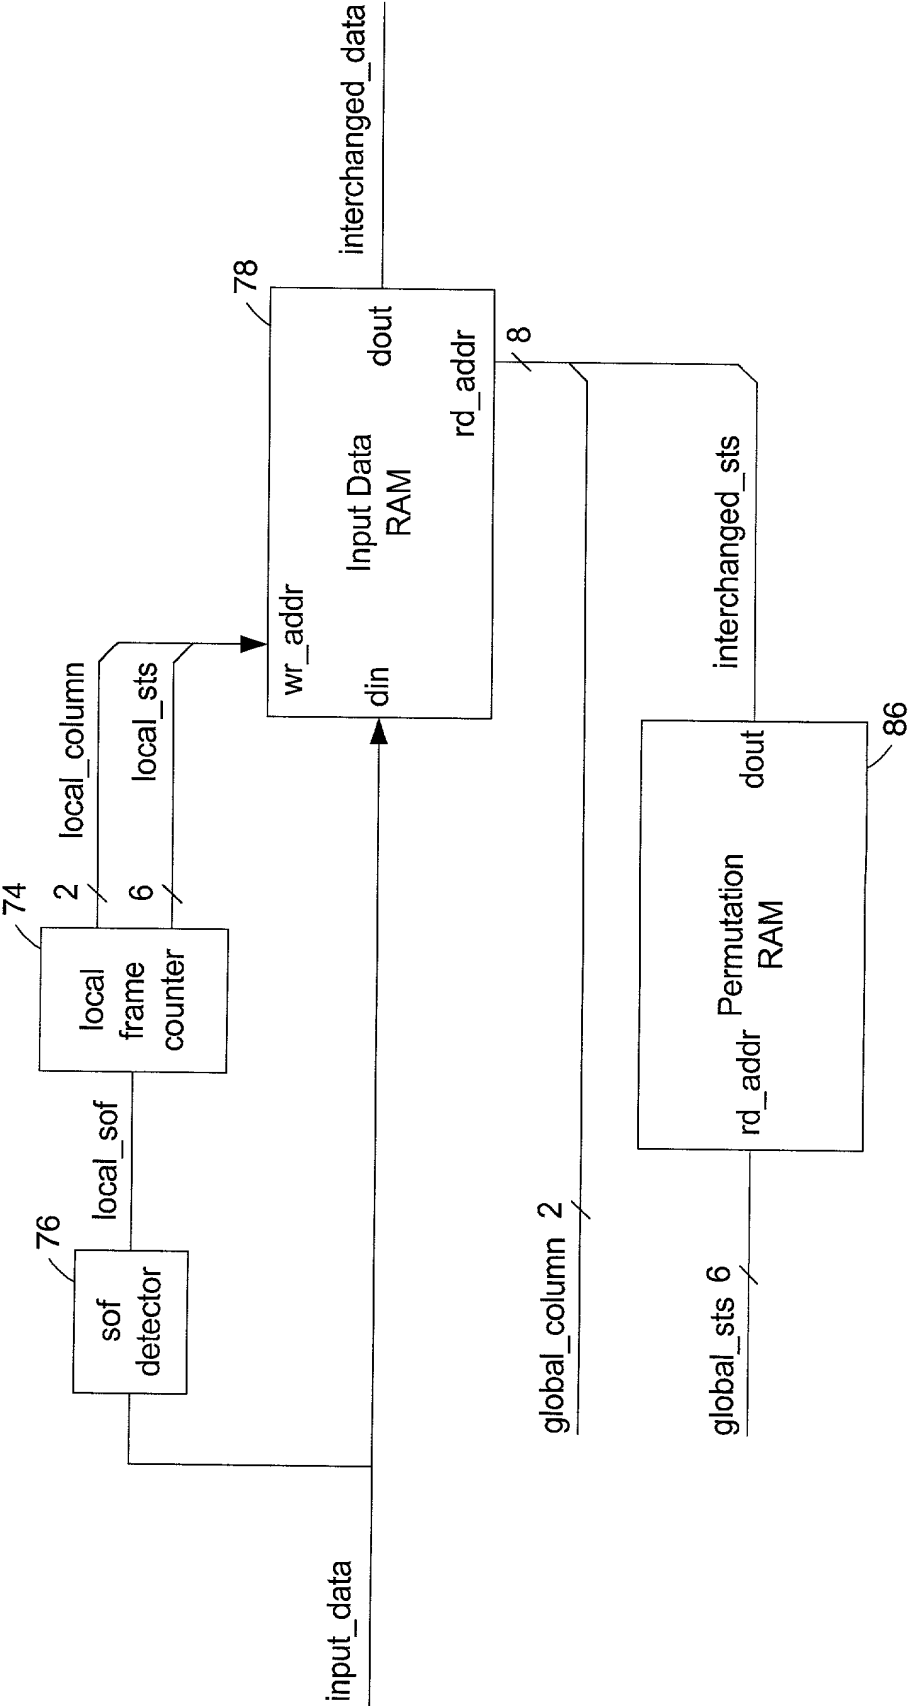 input_data
76
sof
detector
local_sof
74
local
frame
counter
2
local_column
6
local_sts
78
wr_addr
din
Input Data
RAM
dout
rd_addr
interchanged_data
8
global_column 2
global_sts 6
rd_addr
Permutation
RAM
dout
86
interchanged_sts